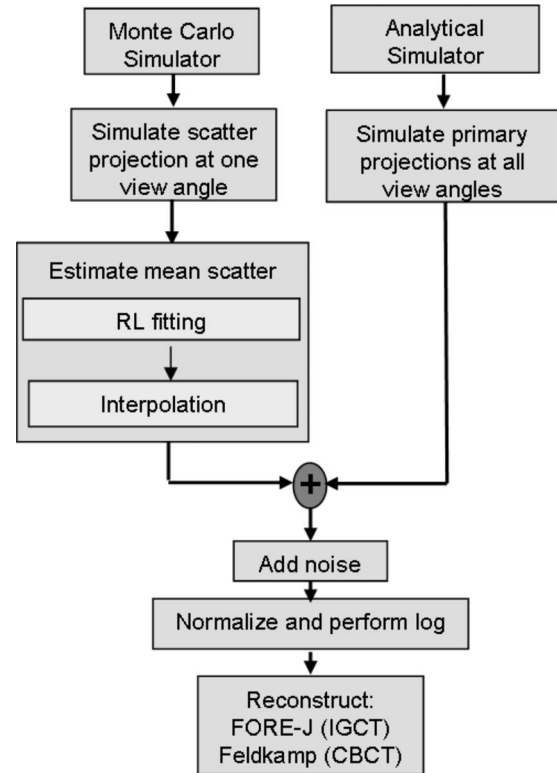 Monte Carlo
Simulator
Analytical
Simulator
Simulate scatter
projection at one
view angle
Simulate primary
projections at all
view angles
Estimate mean scatter
RL fitting
Interpolation
+
Add noise
Normalize and perform log
Reconstruct:
FORE-J (IGCT)
Feldkamp (CBCT)